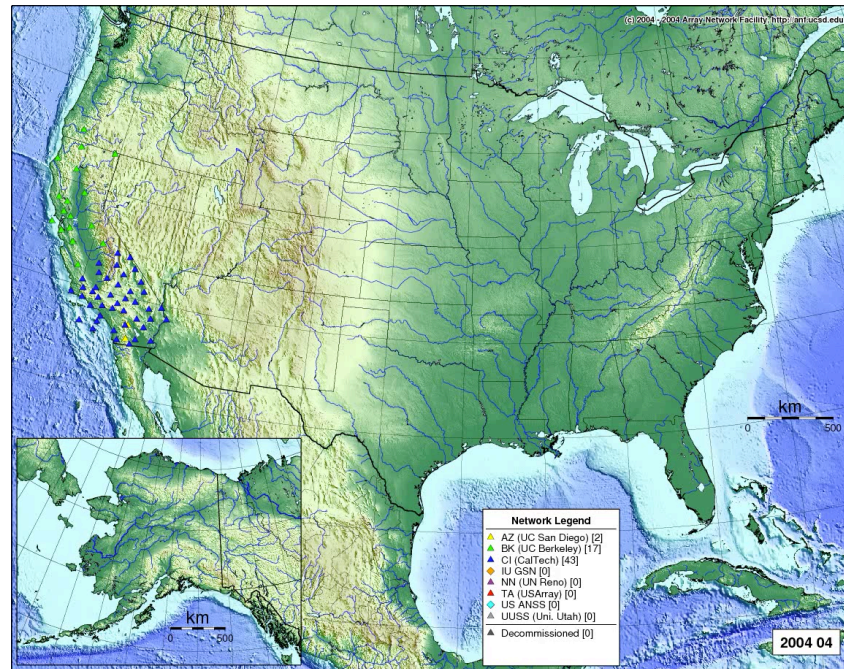 (c) 2004 - 2004 Array Network Facility, http://anf.ucsd.edu
km
0 500
km
0 500
Network Legend
AZ (UC San Diego) [2]
BK (UC Berkeley) [17]
CI (CalTech) [43]
IU GSN [0]
NN (UN Reno) [0]
TA (USArray) [0]
US ANSS [0]
UUSS (Uni. Utah) [0]
Decommissioned [0]
2004 04